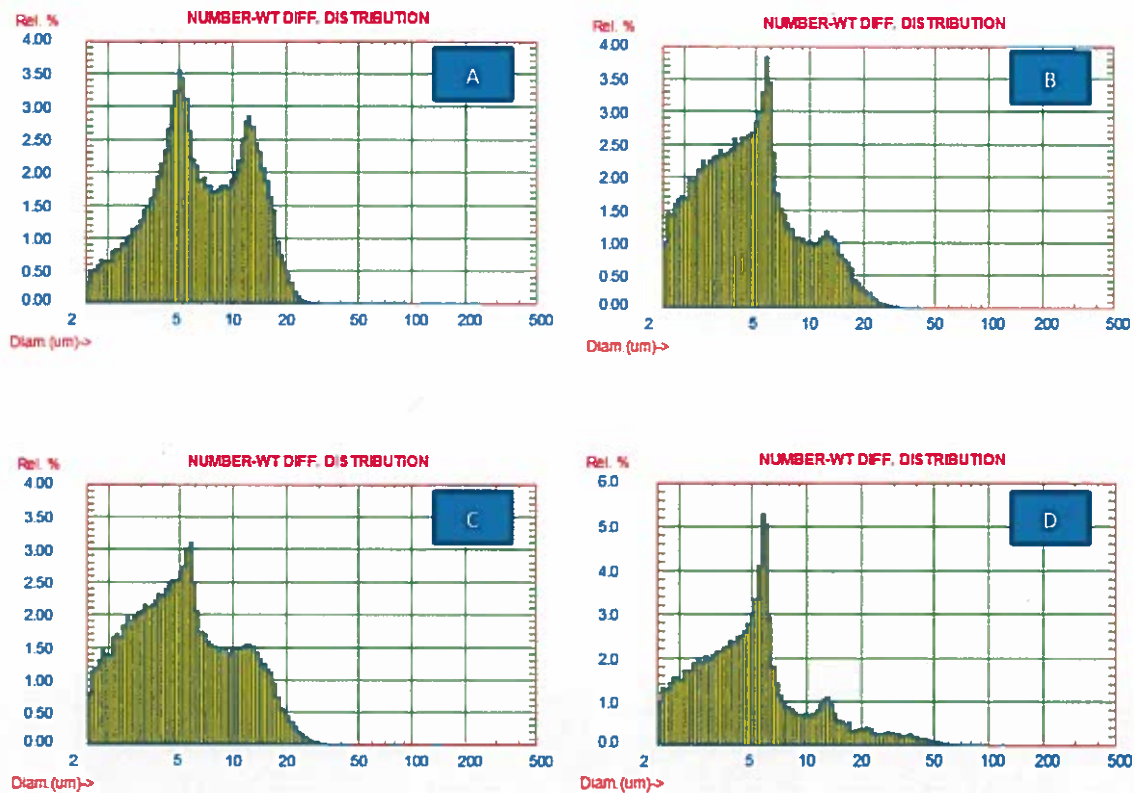 Rel. %
NUMBER-WT DIFF. DISTRIBUTION
4.00
3.50
3.00
2.50
2.00
1.50
1.00
0.50
0.00
A
2 5 10 20 50 100 200 500
Diam.(um)->
Rel. %
NUMBER-WT DIFF. DISTRIBUTION
4.00
3.50
3.00
2.50
2.00
1.50
1.00
0.50
0.00
B
2 5 10 20 50 100 200 500
Diam.(um)->
Rel. %
NUMBER-WT DIFF. DISTRIBUTION
4.00
3.50
3.00
2.50
2.00
1.50
1.00
0.50
0.00
C
2 5 10 20 50 100 200 500
Diam.(um)->
Rel. %
NUMBER-WT DIFF. DISTRIBUTION
6.0
5.0
4.0
3.0
2.0
1.0
0.0
D
2 5 10 20 50 100 200 500
Diam.(um)->